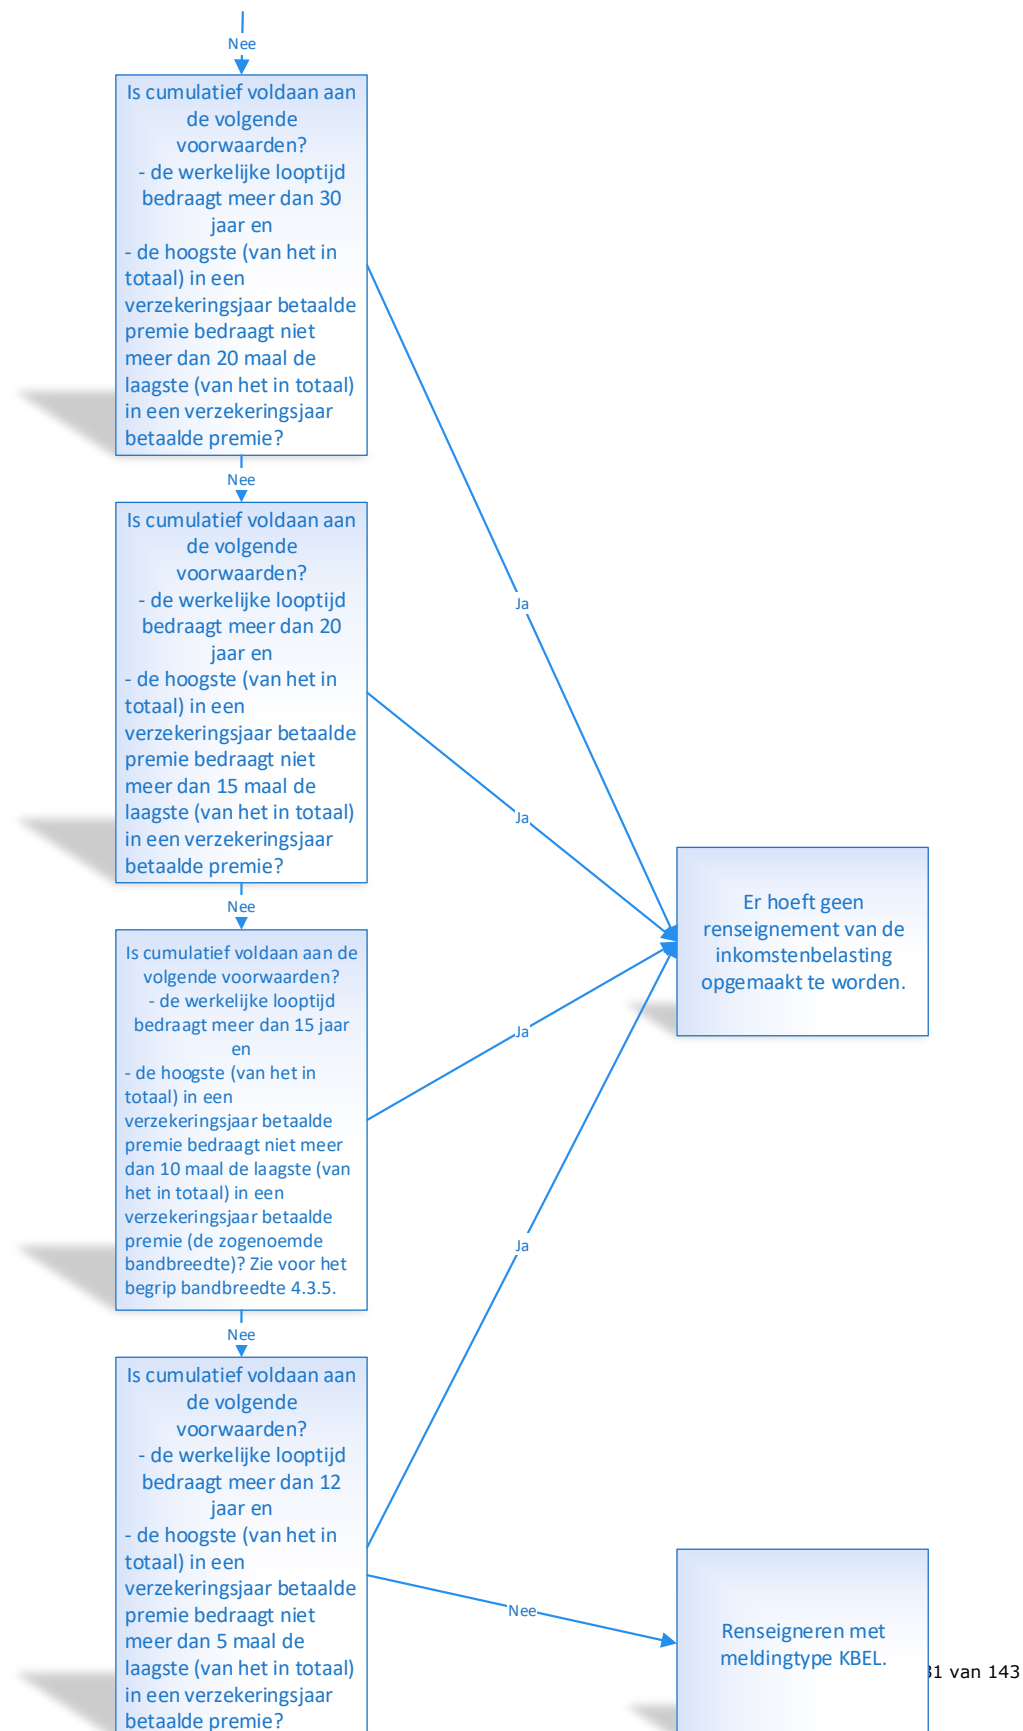 Nee
Is cumulatief voldaan aan
de volgende
voorwaarden?
- de werkelijke looptijd
bedraagt meer dan 30
jaar en
- de hoogste (van het in
totaal) in een
verzekeringsjaar betaalde
premie bedraagt niet
meer dan 20 maal de
laagste (van het in totaal)
in een verzekeringsjaar
betaalde premie?
Ja
Nee
Is cumulatief voldaan aan
de volgende
voorwaarden?
- de werkelijke looptijd
bedraagt meer dan 20
jaar en
- de hoogste (van het in
totaal) in een
verzekeringsjaar betaalde
premie bedraagt niet
meer dan 15 maal de
laagste (van het in totaal)
in een verzekeringsjaar
betaalde premie?
Ja
Er hoeft geen
renseignement van de
inkomstenbelasting
opgemaakt te worden.
Nee
Is cumulatief voldaan aan de
volgende voorwaarden?
- de werkelijke looptijd
bedraagt meer dan 15 jaar
en
- de hoogste (van het in
totaal) in een
verzekeringsjaar betaalde
premie bedraagt niet meer
dan 10 maal de laagste (van
het in totaal) in een
verzekeringsjaar betaalde
premie (de zogenoemde
bandbreedte)? Zie voor het
begrip bandbreedte 4.3.5.
Ja
Nee
Is cumulatief voldaan aan
de volgende
voorwaarden?
- de werkelijke looptijd
bedraagt meer dan 12
jaar en
- de hoogste (van het in
totaal) in een
verzekeringsjaar betaalde
premie bedraagt niet
meer dan 5 maal de
laagste (van het in totaal)
in een verzekeringsjaar
betaalde premie?
Ja
Nee
Renseigneren met
meldingtype KBEL.
van 143